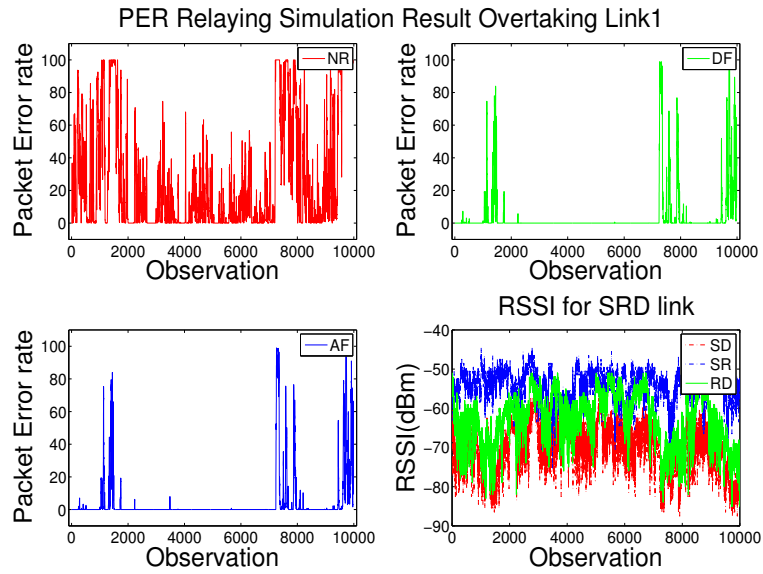 PER Relaying Simulation Result Overtaking Link1
Packet Error rate
100
80
60
40
20
0
NR
0 2000 4000 6000 8000 10000
Observation
Packet Error rate
100
80
60
40
20
0
DF
0 2000 4000 6000 8000 10000
Observation
Packet Error rate
100
80
60
40
20
0
AF
0 2000 4000 6000 8000 10000
Observation
RSSI for SRD link
RSSI(dBm)
−40
−50
−60
−70
−80
−90
SD
SR
RD
0 2000 4000 6000 8000 10000
Observation